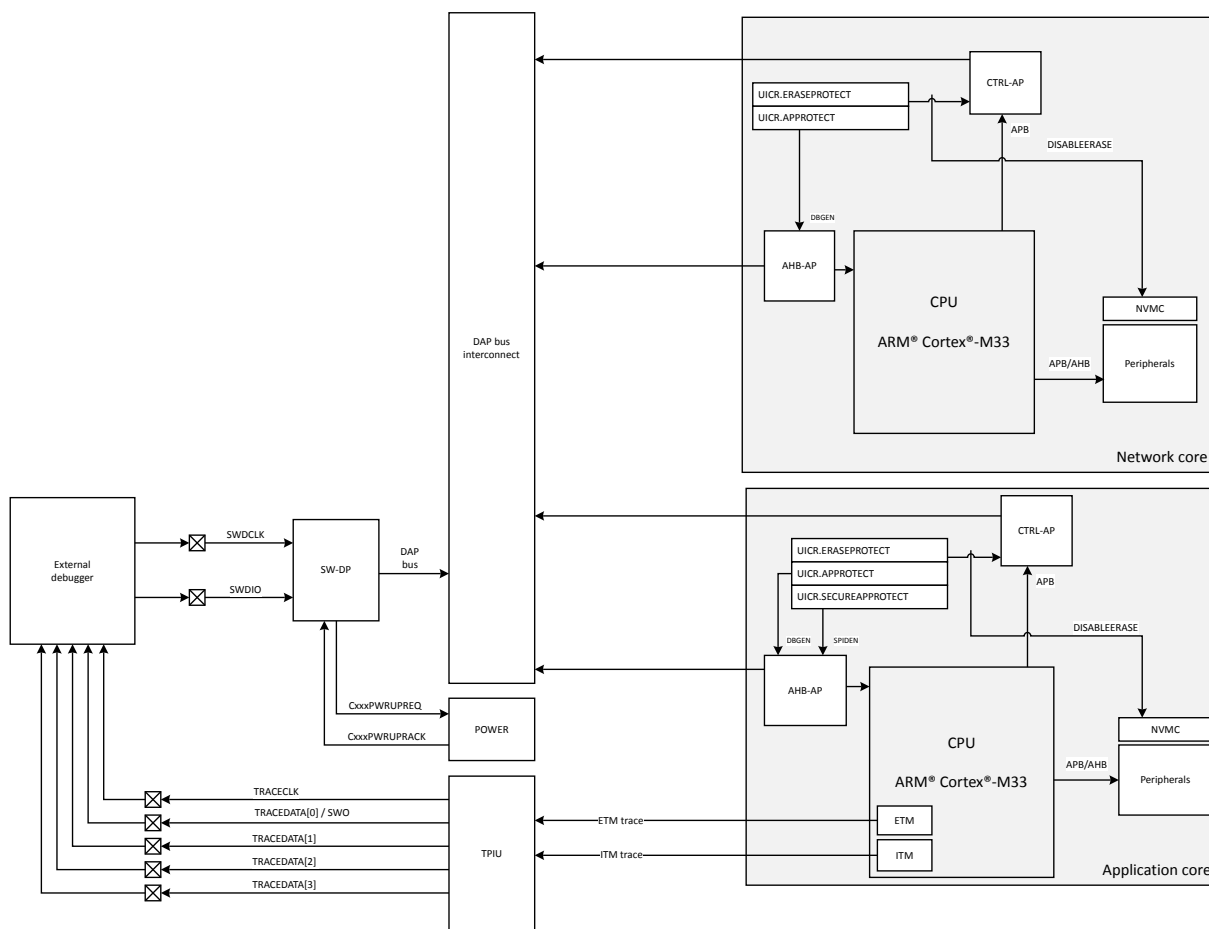 CTRL-AP
UICR.ERASEPROTECT
UICR.APPROTECT
APB
DISABLEERASE
DBGEN
AHB-AP
CPU
ARM® Cortex®-M33
NVMC
Peripherals
APB/AHB
Network core
DAP bus
interconnect
External
debugger
SWDCLK
SWDIO
SW-DP
DAP
bus
CxxxPWRUPREQ
CxxxPWRUPRACK
POWER
CTRL-AP
UICR.ERASEPROTECT
UICR.APPROTECT
UICR.SECUREAPPROTECT
APB
DISABLEERASE
DBGEN
SPIDEN
AHB-AP
CPU
ARM® Cortex®-M33
NVMC
Peripherals
APB/AHB
ETM
ITM
Application core
ETM trace
ITM trace
TPIU
TRACECLK
TRACEDATA[0] / SWO
TRACEDATA[1]
TRACEDATA[2]
TRACEDATA[3]